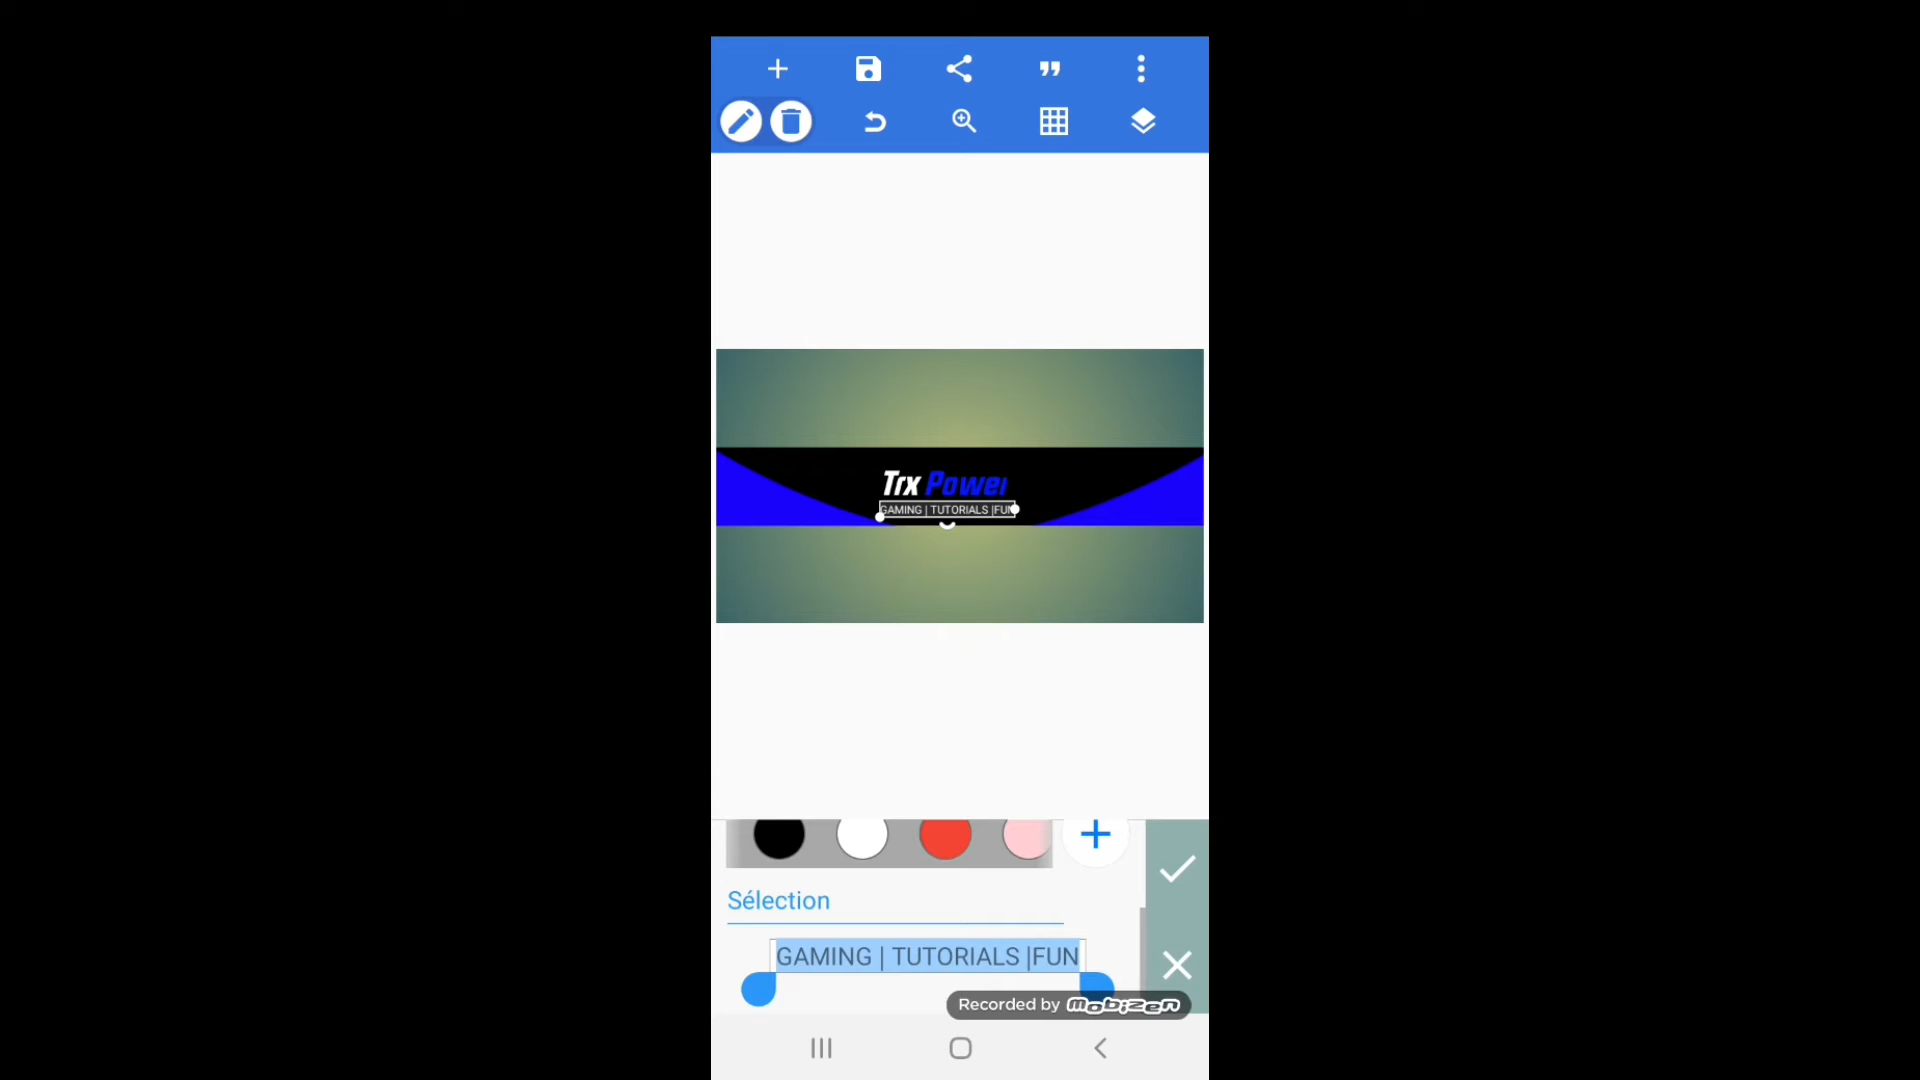 Trx Power
GAMING | TUTORIALS |FUN
Sélection
GAMING | TUTORIALS |FUN
Recorded by mobizen